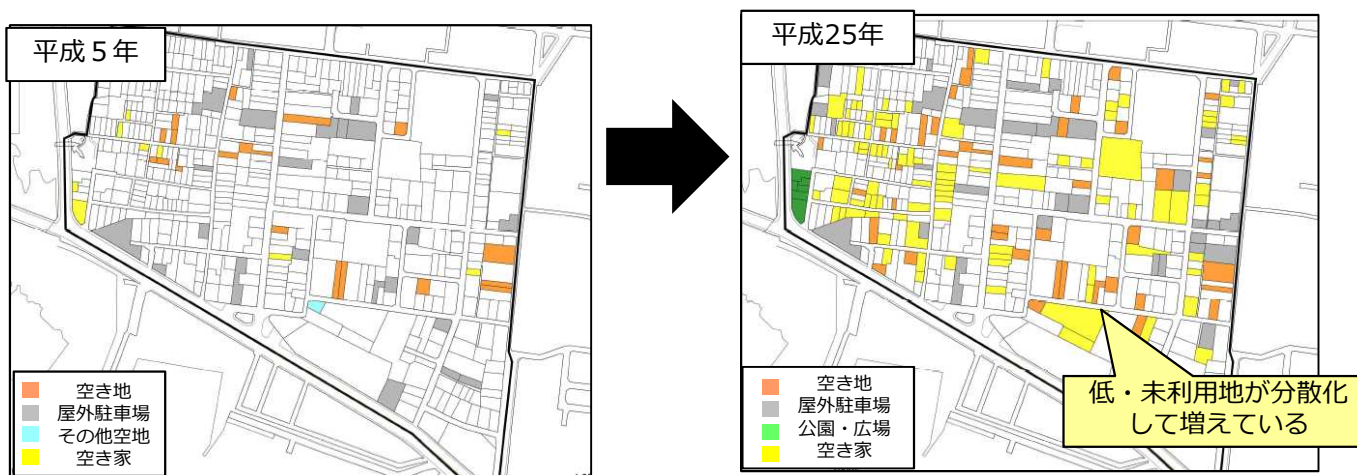 平成５年
空き地
屋外駐車場
その他空地
空き家
平成25年
空き地
屋外駐車場
公園・広場
空き家
低・未利用地が分散化
して増えている